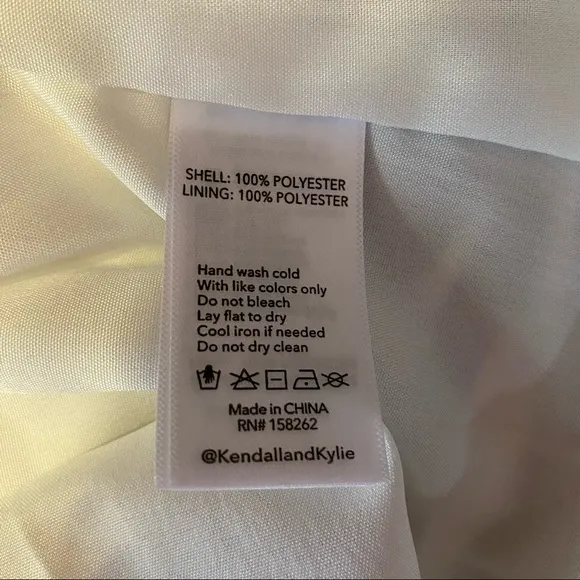 SHELL: 100% POLYESTER
LINING: 100% POLYESTER
Hand wash cold
With like colors only
Do not bleach
Lay flat to dry
Cool iron if needed
Do not dry clean
Made in CHINA
RN# 158262
@KendallandKylie